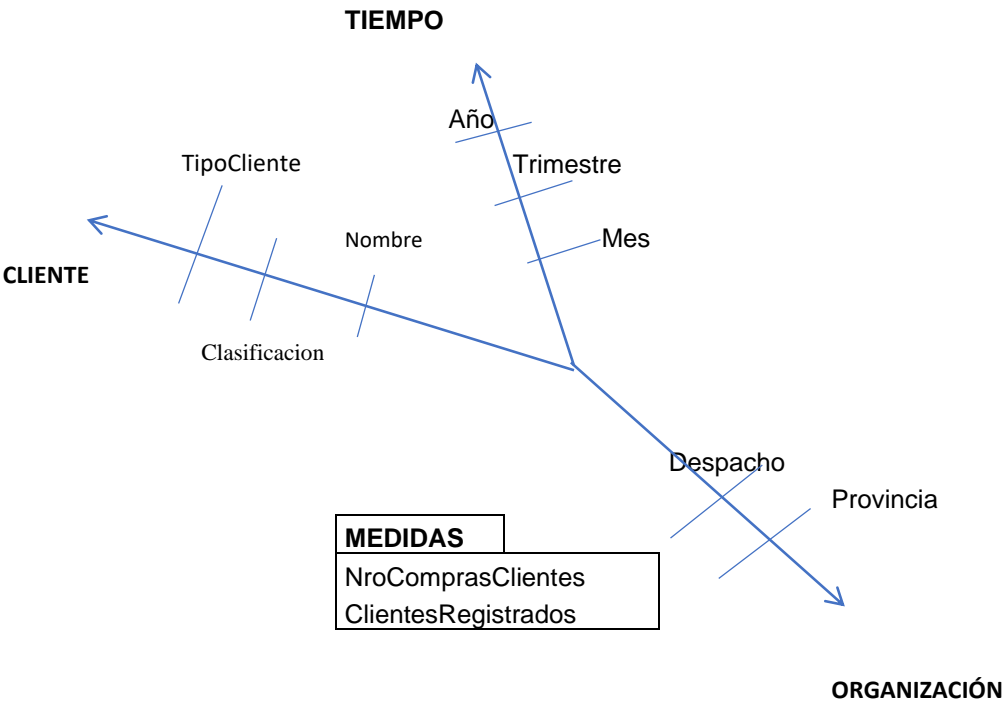 TIEMPO
Año
TipoCliente
Trimestre
Nombre
Mes
CLIENTE
Clasificacion
Despacho
Provincia
MEDIDAS
NroComprasClientes
ClientesRegistrados
ORGANIZACIÓN